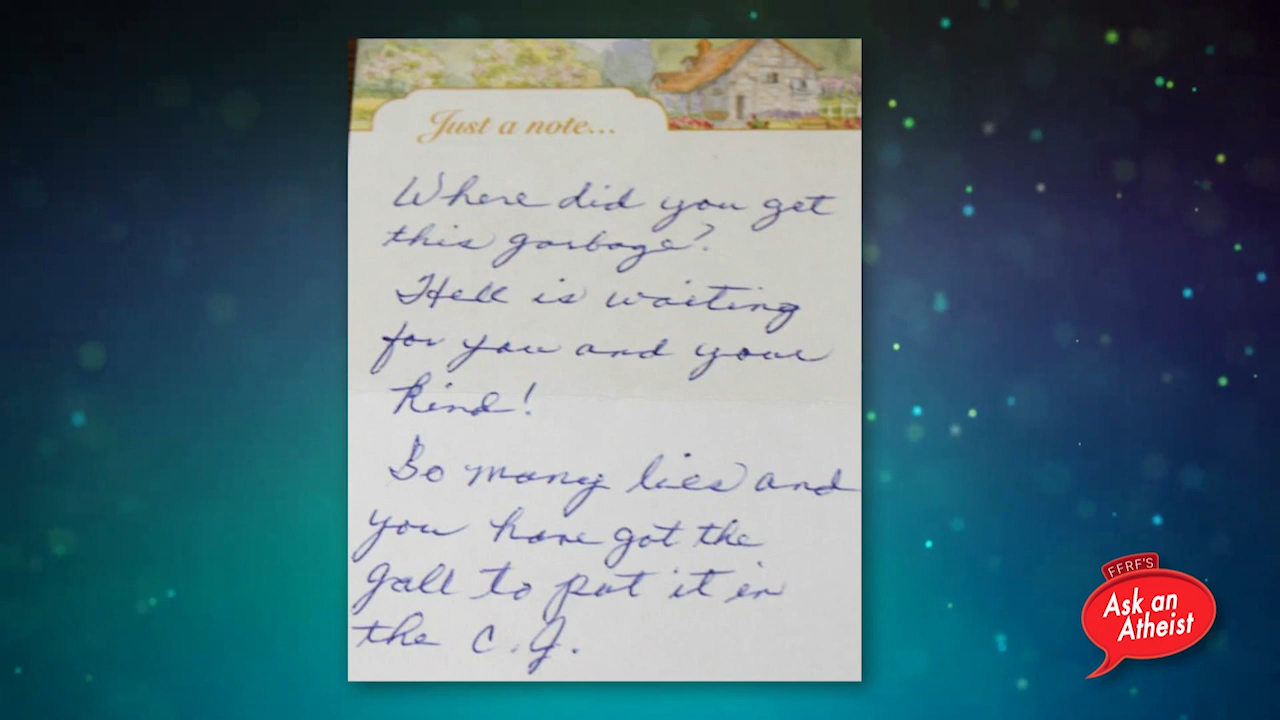 Just a note...
Where did you get
this garbage?
Hell is waiting
for you and your
kind!
So many lies and
you have got the
gall to put it in
the C.J.
FFRF'S
Ask an
Atheist